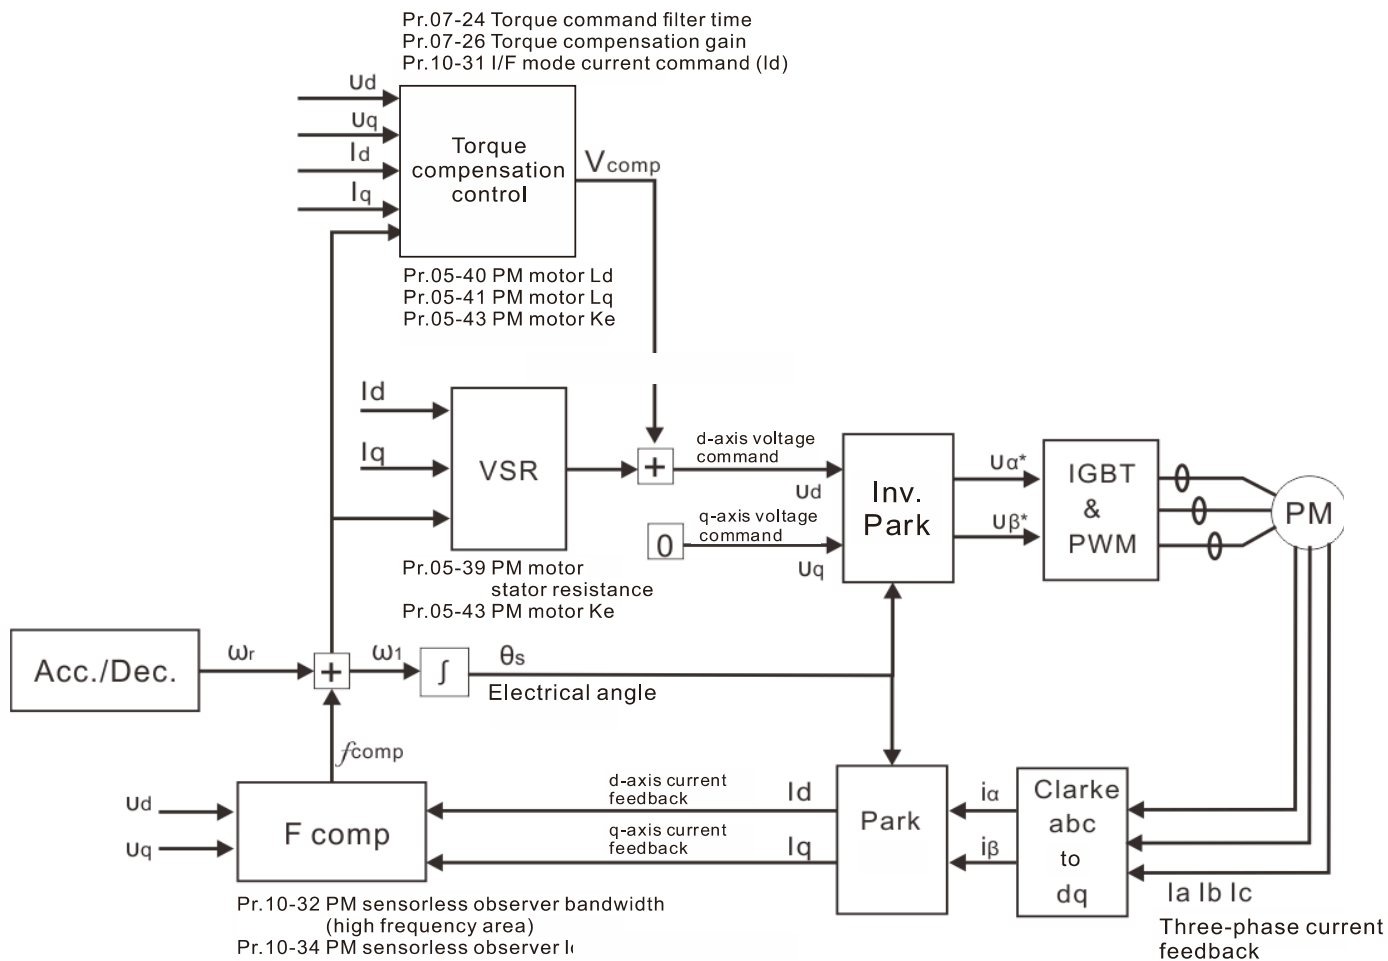 Pr.07-24 Torque command filter time
Pr.07-26 Torque compensation gain
Pr.10-31 I/F mode current command (Id)
ud
uq
Id
Iq
Torque
compensation
control
Vcomp
Pr.05-40 PM motor Ld
Pr.05-41 PM motor Lq
Pr.05-43 PM motor Ke
Id
Iq
VSR
+
d-axis voltage
command
ud
0
q-axis voltage
command
uq
Inv.
Park
uα*
uβ*
IGBT
&
PWM
PM
Pr.05-39 PM motor
stator resistance
Pr.05-43 PM motor Ke
Acc./Dec.
ωr
+
ω1
∫
θs
Electrical angle
fcomp
ud
uq
F comp
d-axis current
feedback
Id
q-axis current
feedback
Iq
Park
iα
iβ
Clarke
abc
to
dq
Ia Ib Ic
Three-phase current
feedback
Pr.10-32 PM sensorless observer bandwidth
(high frequency area)
Pr.10-34 PM sensorless observer